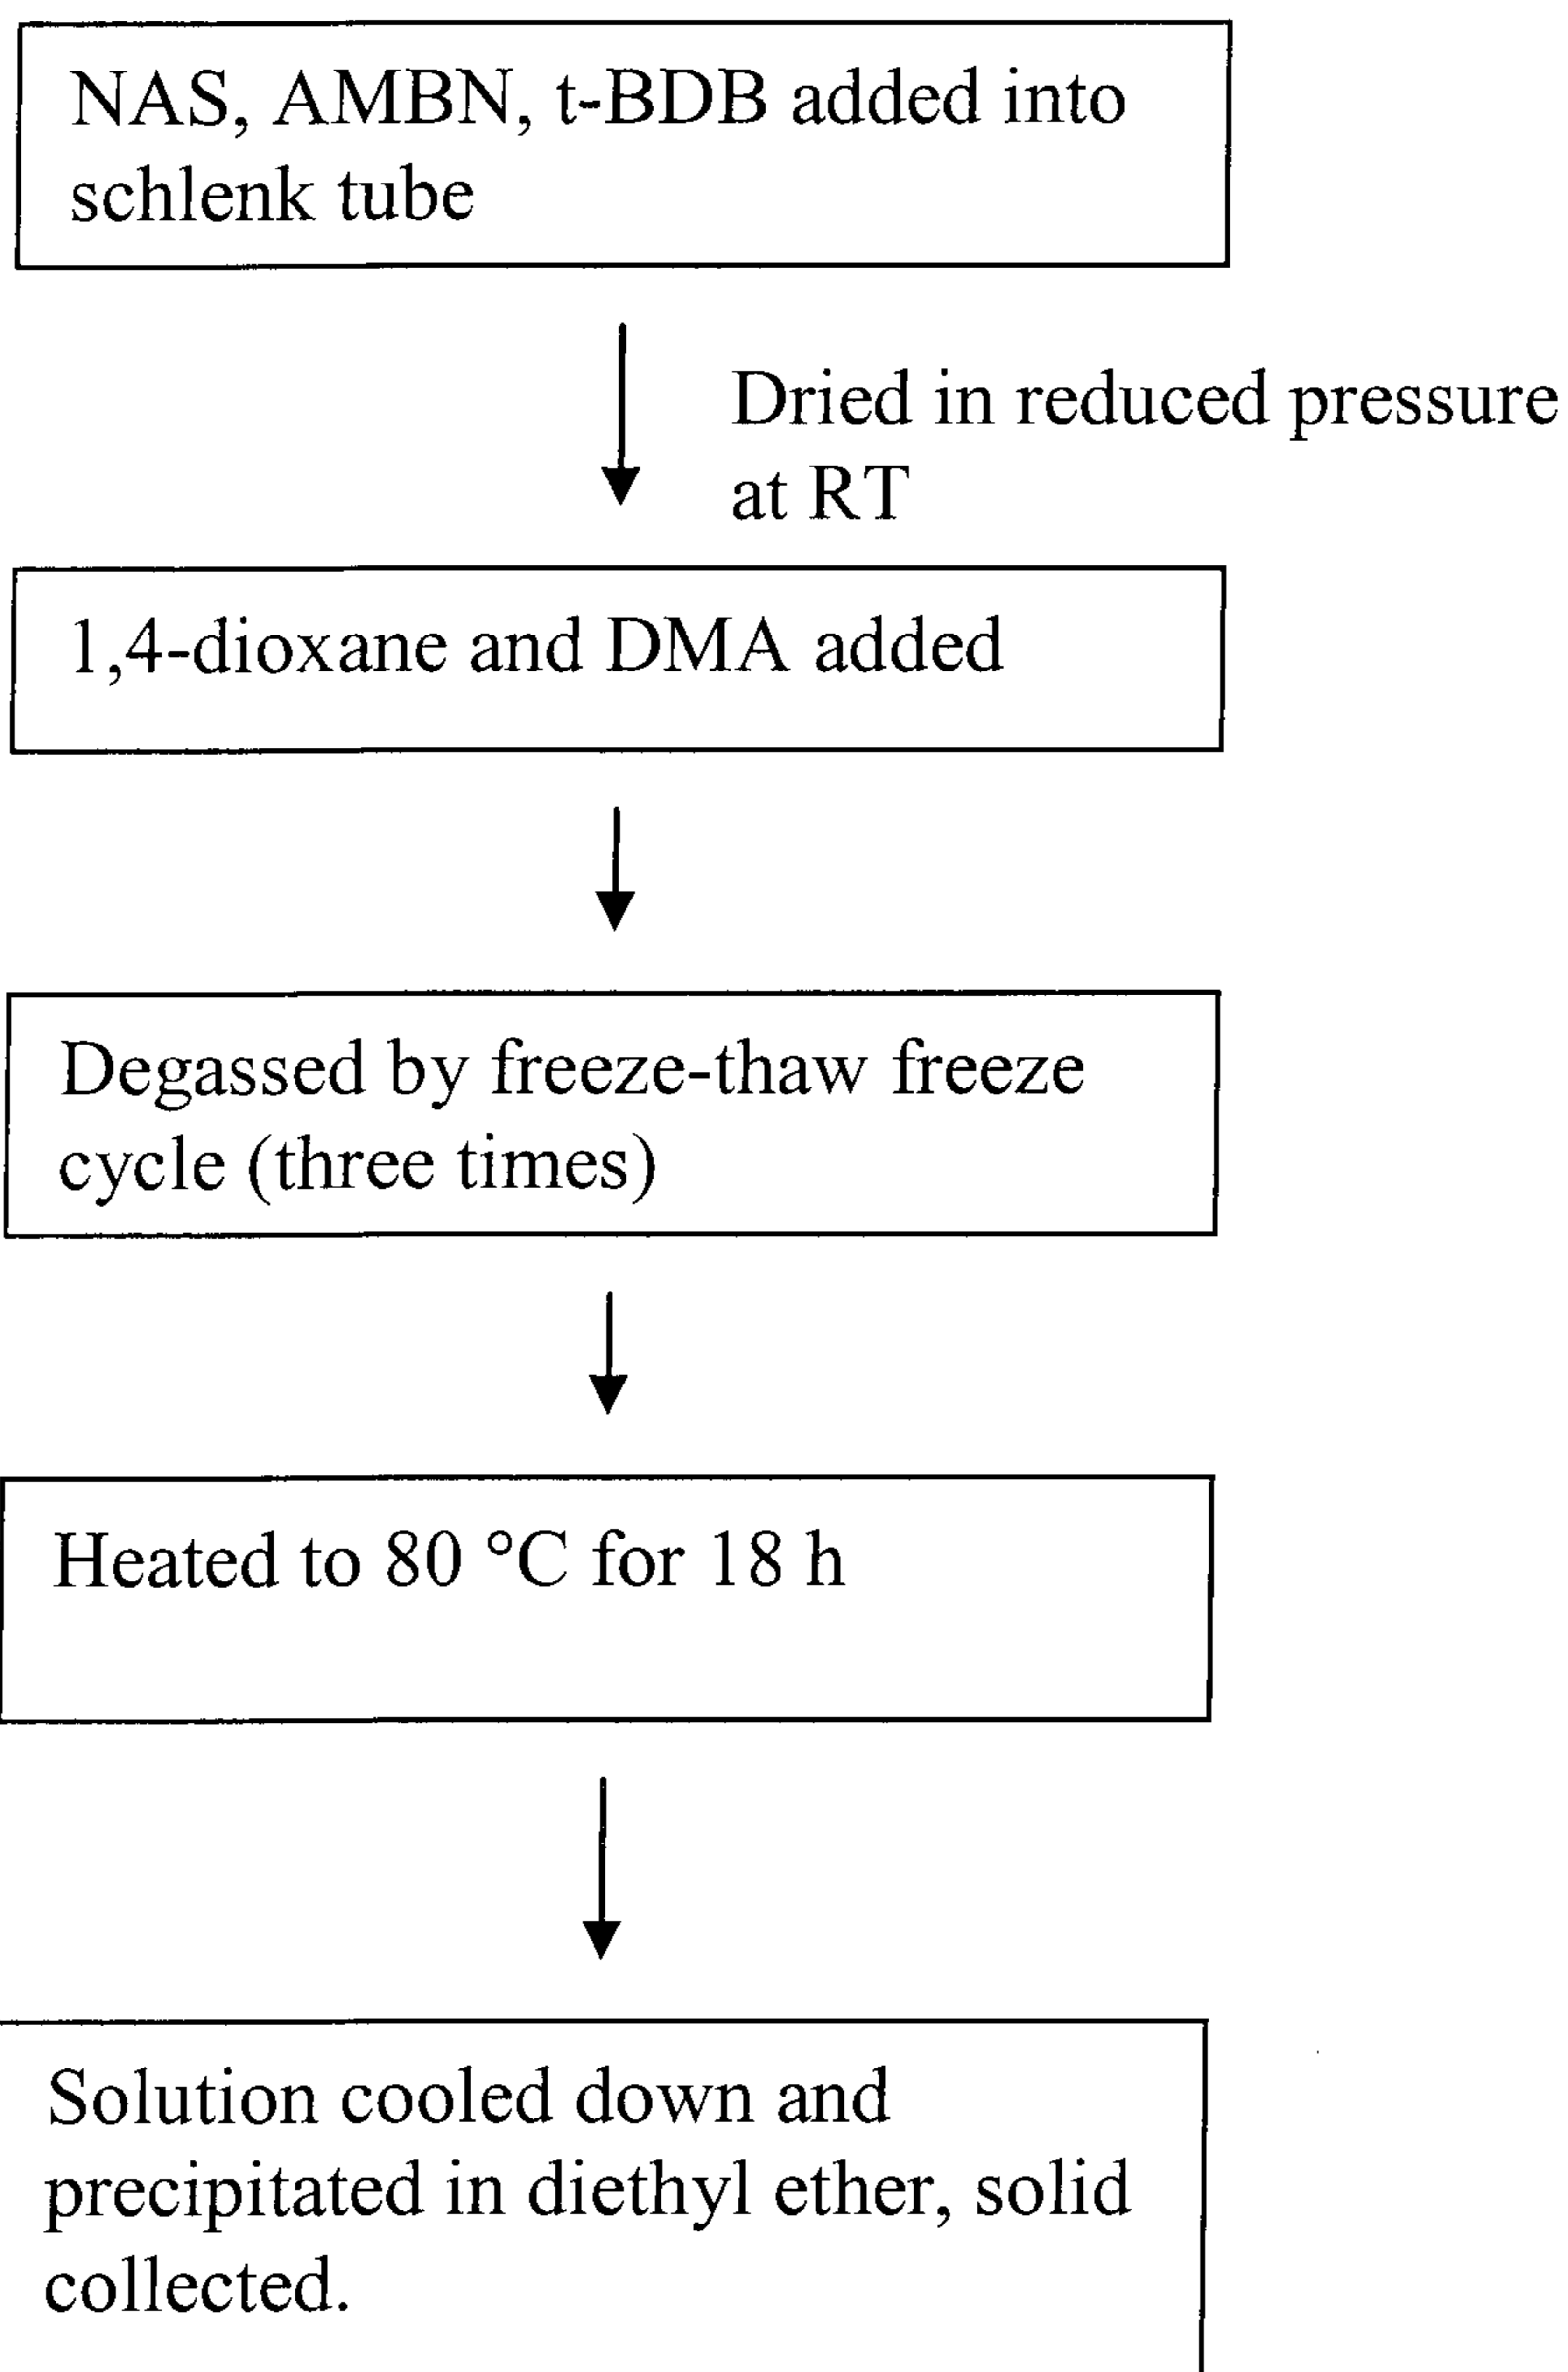 NAS, AMBN, t-BDB added into
schlenk tube
Dried in reduced pressure
at RT
1,4-dioxane and DMA added
Degassed by freeze-thaw freeze
cycle (three times)
Heated to 80 °C for 18 h
Solution cooled down and
precipitated in diethyl ether, solid
collected.